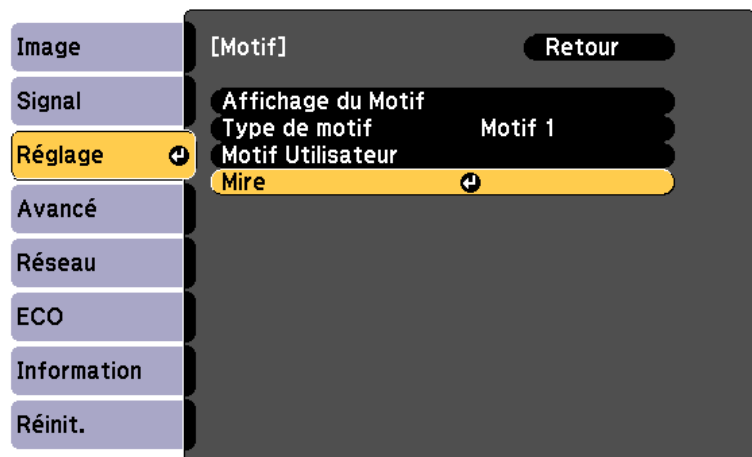 Image
Signal
Réglage
Avancé
Réseau
ECO
Information
Réinit.
[Motif] Retour
Affichage du Motif
Type de motif Motif 1
Motif Utilisateur
Mire